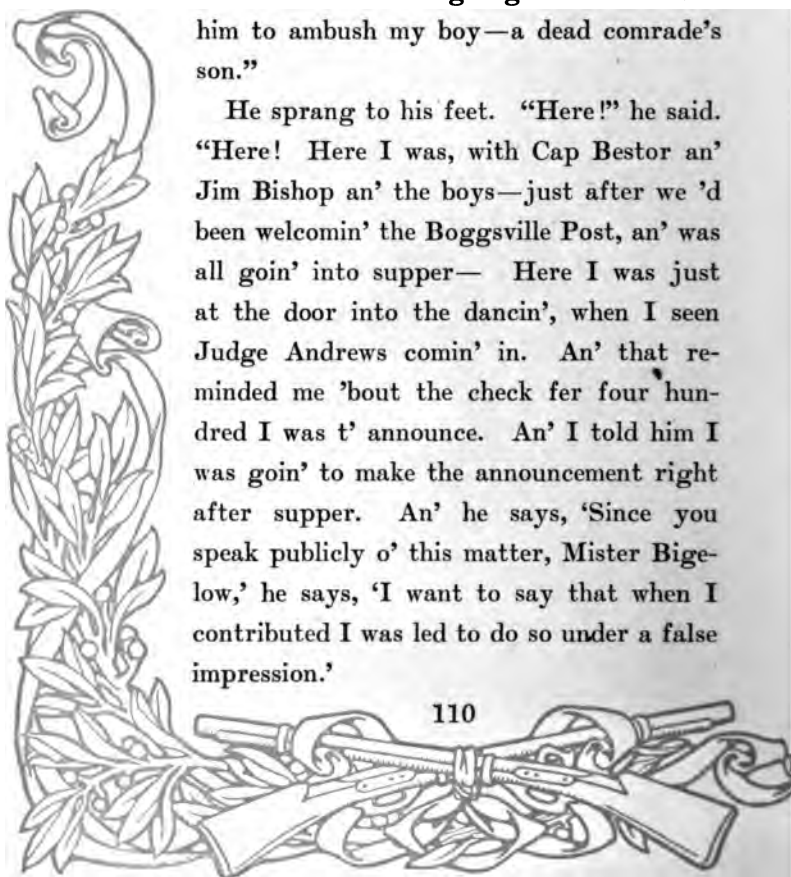 him to ambush my boy—a dead comrade's
son.”
He sprang to his feet. “Here!” he said.
“Here! Here I was, with Cap Bestor an’
Jim Bishop an’ the boys—just after we ’d
been welcomin’ the Boggsville Post, an’ was
all goin’ into supper— Here I was just
at the door into the dancin’, when I seen
Judge Andrews comin’ in. An’ that re-
minded me ’bout the check fer four hun-
dred I was t’ announce. An’ I told him I
was goin’ to make the announcement right
after supper. An’ he says, ‘Since you
speak publicly o’ this matter, Mister Bige-
low,’ he says, ‘I want to say that when I
contributed I was led to do so under a false
impression.’
110